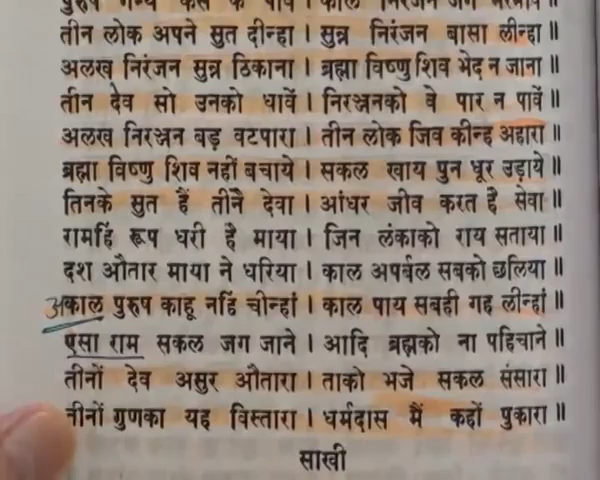 तीन लोक अपने सुत दीन्हा । सुन्न निरंजन बासा लीन्हा ॥
अलख निरंजन सुन्न ठिकाना । ब्रह्मा विष्णु शिव भेद न जाना ॥
तीन देव सो उनको धावें । निरञ्जनको वे पार न पावें ॥
अलख निरञ्जन बड़ वटपारा । तीन लोक जिव कीन्ह अहारा ॥
ब्रह्मा विष्णु शिव नहीं बचाये । सकल खाय पुन धूर उड़ाये ॥
तिनके सुत हैं तीनै देवा । आंधर जीव करत है सेवा ॥
रामहिं रूप धरी है माया । जिन लंकाको राय सताया ॥
दश औतार माया ने धरिया । काल अपर्बल सबको छलिया ॥
अकाल पुरुष काहू नहिं चीन्हां । काल पाय सबही गह लीन्हां ॥
एसा राम सकल जग जाने । आदि ब्रह्मको ना पहिचाने ॥
तीनों देव असुर औतारा । ताको भजे सकल संसारा ॥
तीनों गुणका यह विस्तारा । धर्मदास मैं कहों पुकारा ॥
साखी